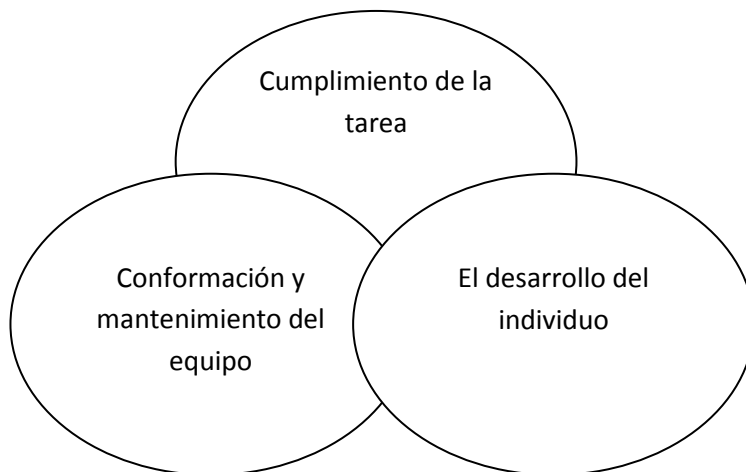 Cumplimiento de la
tarea
Conformación y
mantenimiento del
equipo
El desarrollo del
individuo